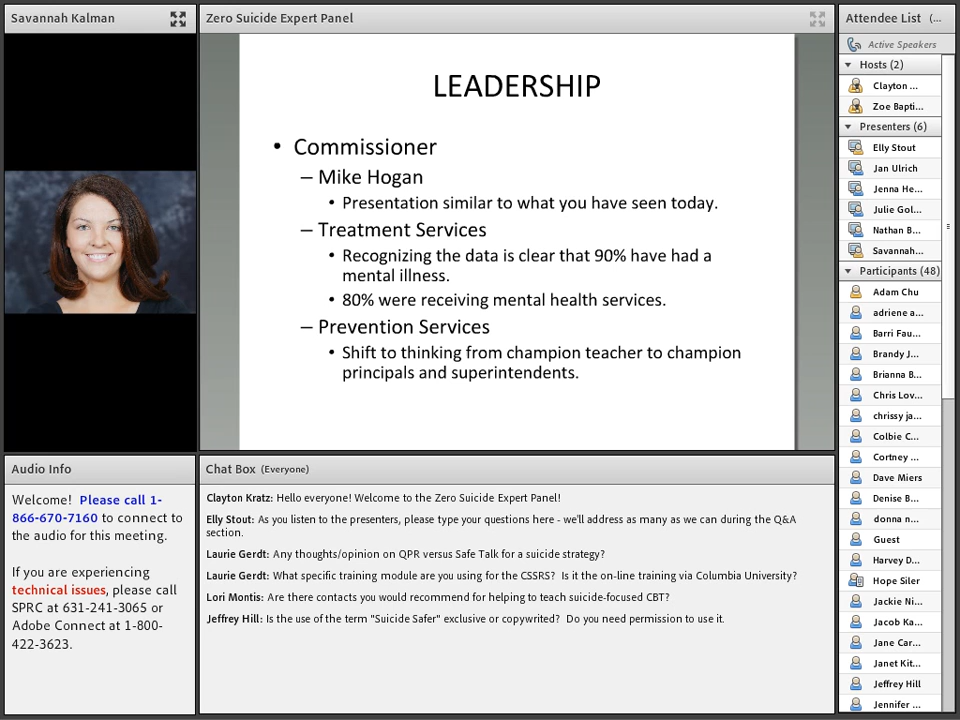 Savannah Kalman
Zero Suicide Expert Panel
LEADERSHIP
• Commissioner
– Mike Hogan
• Presentation similar to what you have seen today.
– Treatment Services
• Recognizing the data is clear that 90% have had a
mental illness.
• 80% were receiving mental health services.
– Prevention Services
• Shift to thinking from champion teacher to champion
principals and superintendents.
Audio Info
Welcome! Please call 1-
866-670-7160 to connect to
the audio for this meeting.
If you are experiencing
technical issues, please call
SPRC at 631-241-3065 or
Adobe Connect at 1-800-
422-3623.
Chat Box (Everyone)
Clayton Kratz: Hello everyone! Welcome to the Zero Suicide Expert Panel!
Elly Stout: As you listen to the presenters, please type your questions here - we'll address as many as we can during the Q&A
section.
Laurie Gerdt: Any thoughts/opinion on QPR versus Safe Talk for a suicide strategy?
Laurie Gerdt: What specific training module are you using for the CSSRS? Is it the on-line training via Columbia University?
Lori Montis: Are there contacts you would recommend for helping to teach suicide-focused CBT?
Jeffrey Hill: Is the use of the term "Suicide Safer" exclusive or copywrited? Do you need permission to use it.
Attendee List (...
Active Speakers
Hosts (2)
Clayton ...
Zoe Bapti...
Presenters (6)
Elly Stout
Jan Ulrich
Jenna He...
Julie Gol...
Nathan B...
Savannah...
Participants (48)
Adam Chu
adriene a...
Barri Fau...
Brandy J...
Brianna B...
Chris Lov...
chrissy ja...
Colbie C...
Cortney ...
Dave Miers
Denise B...
donna n...
Guest
Harvey D...
Hope Siler
Jackie Ni...
Jacob Ka...
Jane Car...
Janet Kit...
Jeffrey Hill
Jennifer ...